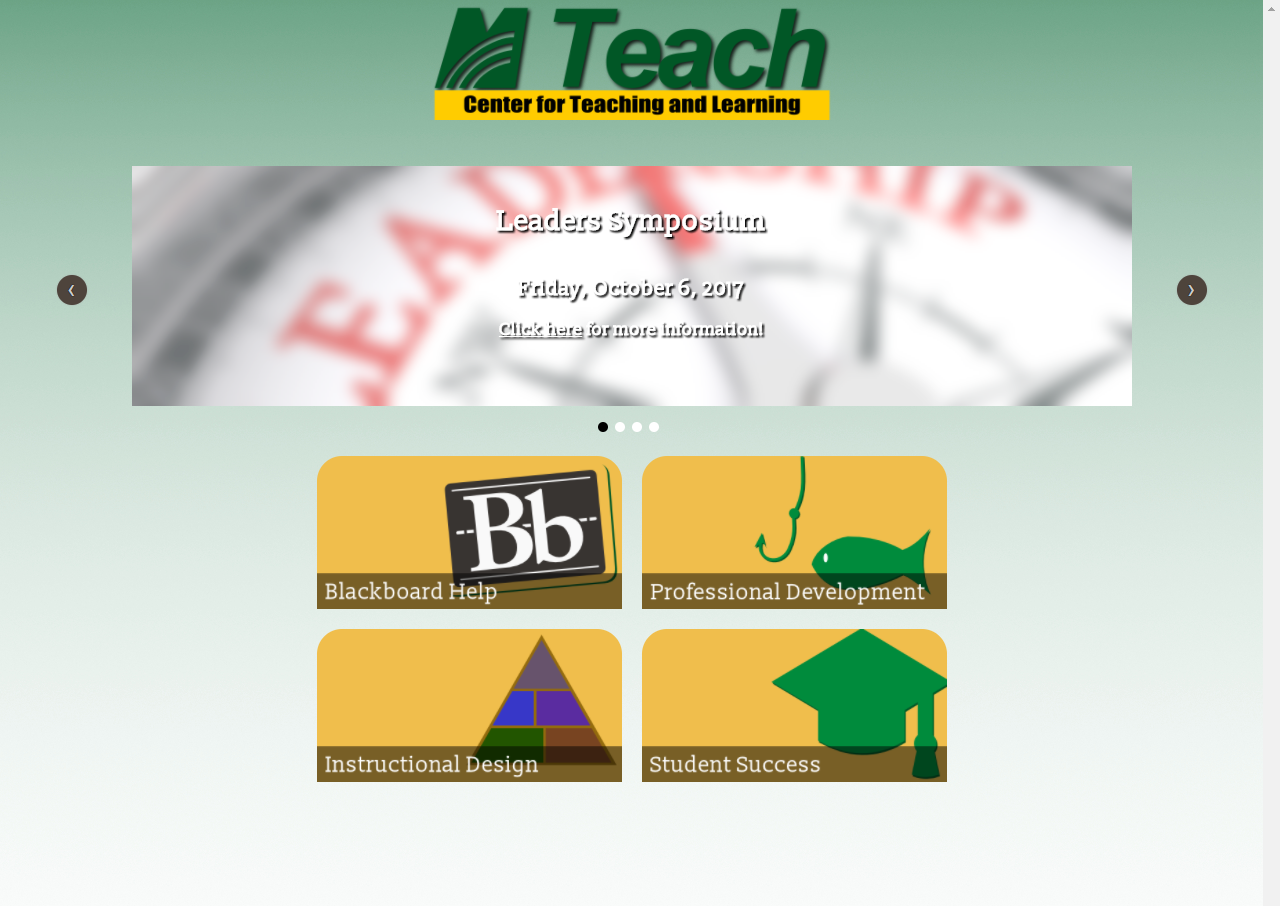 M Teach
Center for Teaching and Learning
LEADERSHIP
Leaders Symposium
Friday, October 6, 2017
Click here for more information!
Bb
Blackboard Help
Professional Development
Instructional Design
Student Success